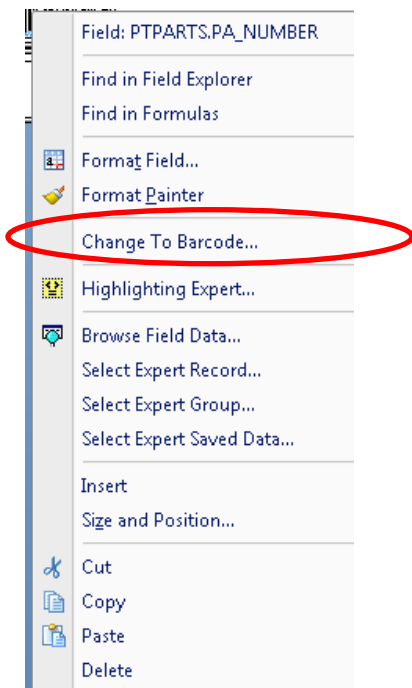 Field: PTPARTS.PA_NUMBER
Find in Field Explorer
Find in Formulas
Format Field...
Format Painter
Change To Barcode...
Highlighting Expert...
Browse Field Data...
Select Expert Record...
Select Expert Group...
Select Expert Saved Data...
Insert
Size and Position...
Cut
Copy
Paste
Delete